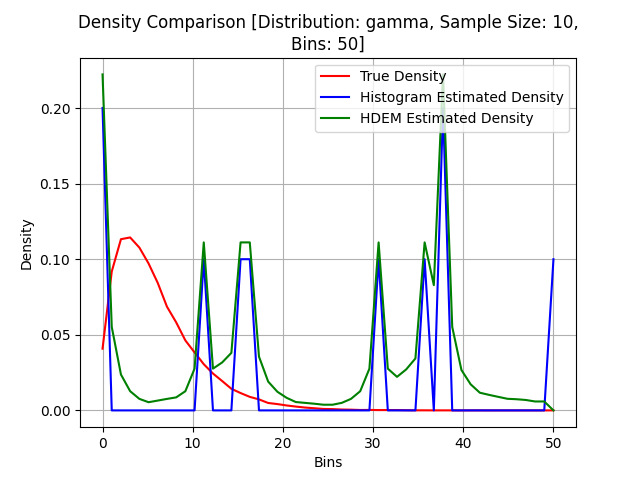 Density Comparison [Distribution: gamma, Sample Size: 10,
Bins: 50]
True Density
Histogram Estimated Density
HDEM Estimated Density
Density
0.20
0.15
0.10
0.05
0.00
0 10 20 30 40 50
Bins